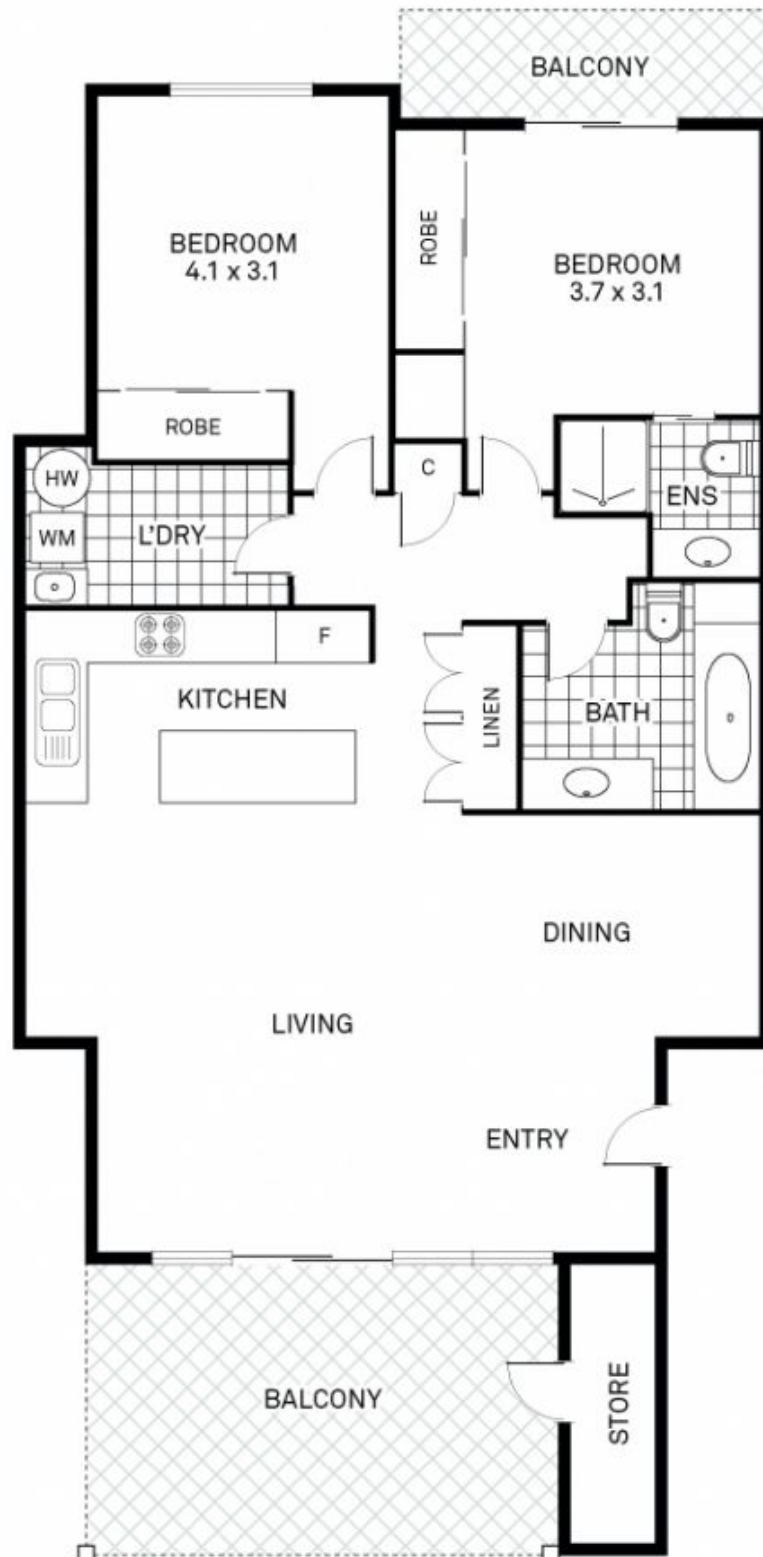 BALCONY
BEDROOM
4.1 x 3.1
ROBE
BEDROOM
3.7 x 3.1
ROBE
HW
C
ENS
WM
L'DRY
F
KITCHEN
LINEN
BATH
DINING
LIVING
ENTRY
BALCONY
STORE